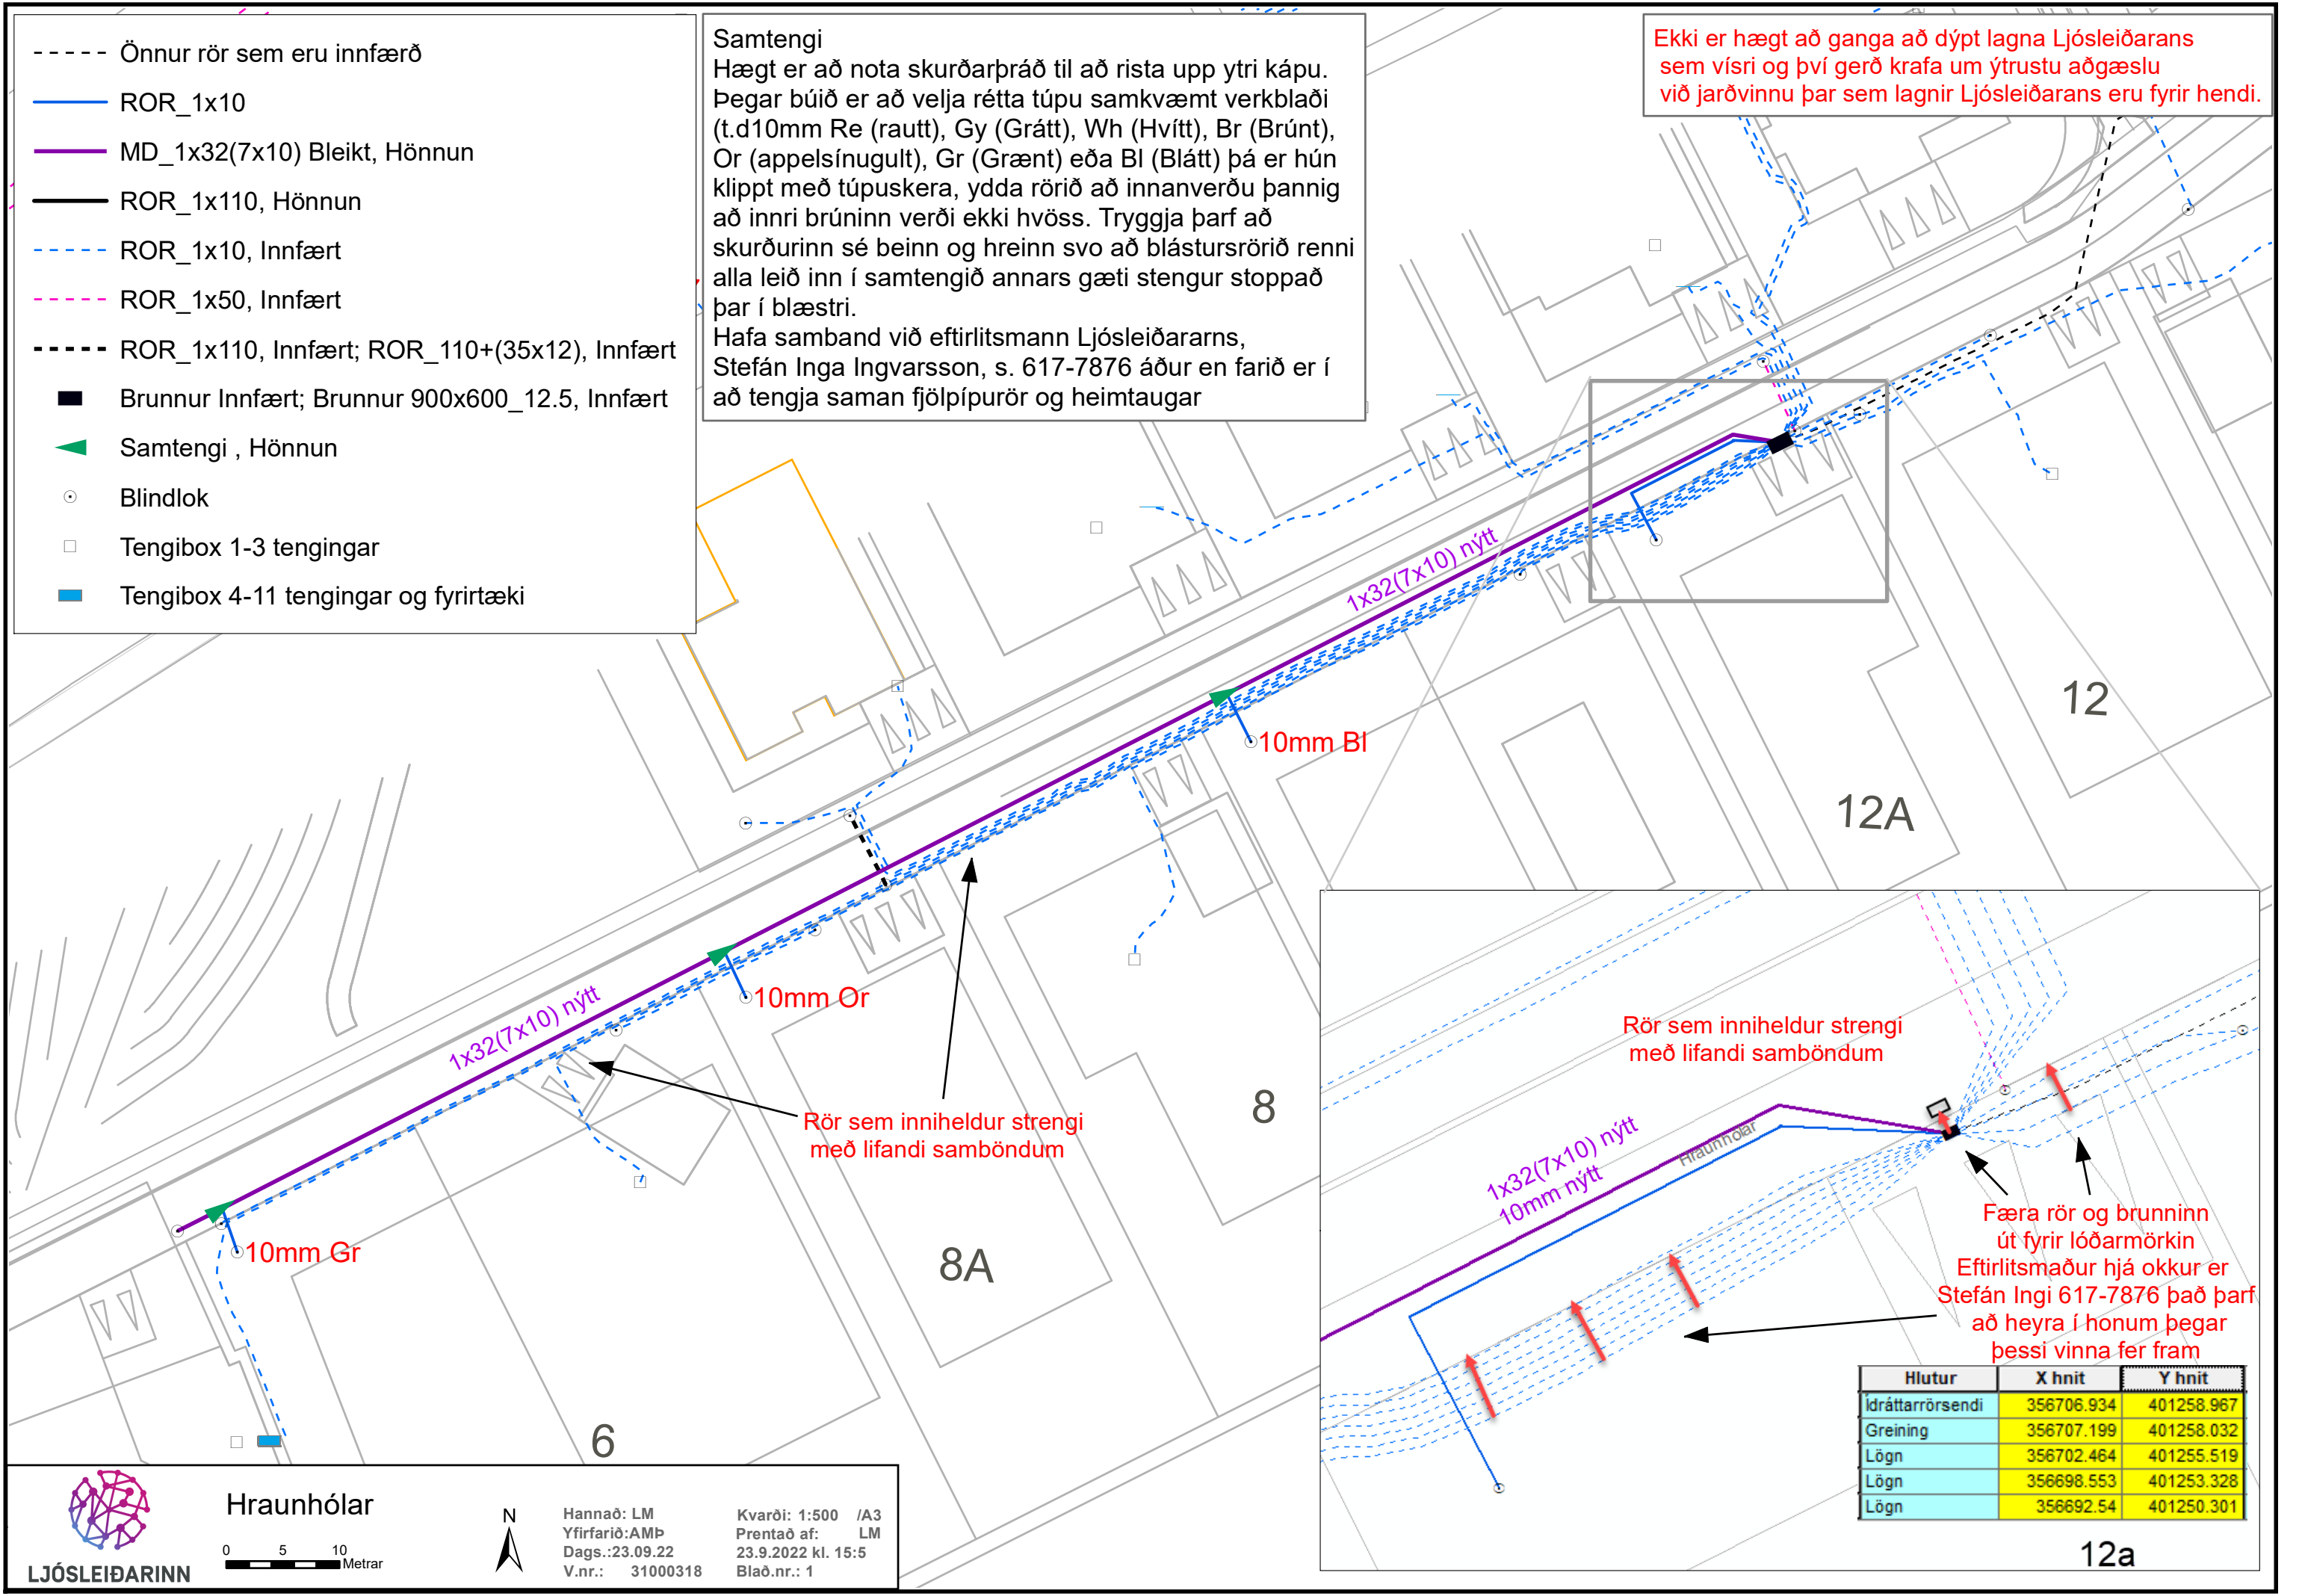 Önnur rör sem eru innfærð
ROR_1x10
MD_1x32(7x10) Bleikt, Hönnun
ROR_1x110, Hönnun
ROR_1x10, Innfært
ROR_1x50, Innfært
ROR_1x110, Innfært; ROR_110+(35x12), Innfært
Brunnur Innfært; Brunnur 900x600_12.5, Innfært
Samtengi , Hönnun
Blindlok
Tengibox 1-3 tengingar
Tengibox 4-11 tengingar og fyrirtæki
Samtengi
Hægt er að nota skurðarþráð til að rista upp ytri kápu.
Þegar búið er að velja rétta túpu samkvæmt verkblaði
(t.d10mm Re (rautt), Gy (Grátt), Wh (Hvítt), Br (Brúnt),
Or (appelsínugult), Gr (Grænt) eða Bl (Blátt) þá er hún
klippt með túpuskera, ydda rörið að innanverðu þannig
að innri brúninn verði ekki hvöss. Tryggja þarf að
skurðurinn sé beinn og hreinn svo að blástursrörið renni
alla leið inn í samtengið annars gæti stengur stoppað
þar í blæstri.
Hafa samband við eftirlitsmann Ljósleiðararns,
Stefán Inga Ingvarsson, s. 617-7876 áður en farið er í
að tengja saman fjölpípurör og heimtaugar
Ekki er hægt að ganga að dýpt lagna Ljósleiðarans
sem vísri og því gerð krafa um ýtrustu aðgæslu
við jarðvinnu þar sem lagnir Ljósleiðarans eru fyrir hendi.
1x32(7x10) nýtt
12
10mm Bl
12A
10mm Or
1x32(7x10) nýtt
8
Rör sem inniheldur strengi
með lifandi samböndum
10mm Gr
8A
6
Rör sem inniheldur strengi
með lifandi samböndum
Hraunhólar
1x32(7x10) nýtt
10mm nýtt
Færa rör og brunninn
út fyrir lóðarmörkin
Eftirlitsmaður hjá okkur er
Stefán Ingi 617-7876 það þarf
að heyra í honum þegar
þessi vinna fer fram
Hlutur X hnit Y hnit
Ídráttarrörsendi 356706.934 401258.967
Greining 356707.199 401258.032
Lögn 356702.464 401255.519
Lögn 356698.553 401253.328
Lögn 356692.54 401250.301
12a
LJÓSLEIÐARINN
Hraunhólar
0 5 10
Metrar
N
Hannað: LM
Yfirfarið:AMÞ
Dags.:23.09.22
V.nr.: 31000318
Kvarði: 1:500 /A3
Prentað af: LM
23.9.2022 kl. 15:5
Blað.nr.: 1